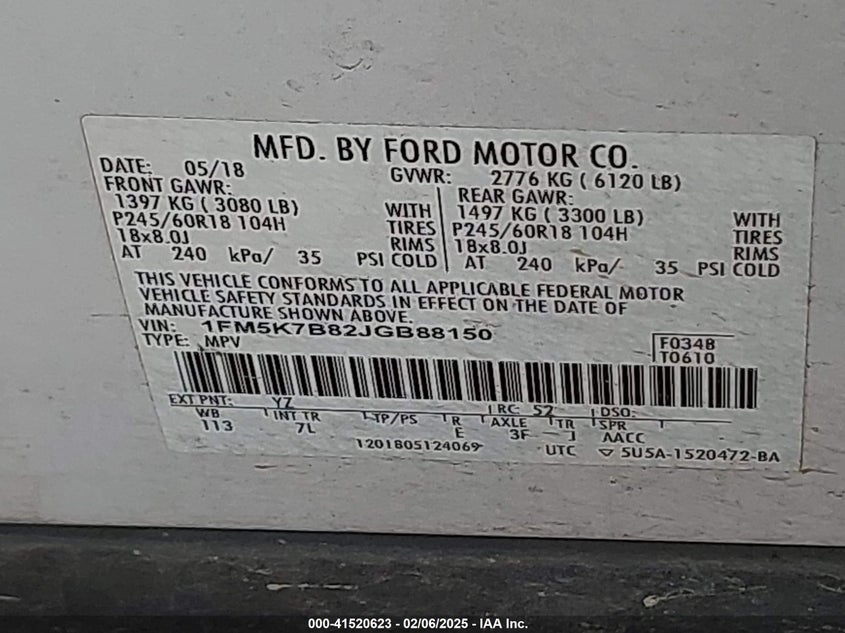 MFD. BY FORD MOTOR CO.
DATE: 05/18 GVWR: 2776 KG ( 6120 LB)
FRONT GAWR: REAR GAWR:
1397 KG ( 3080 LB) WITH 1497 KG ( 3300 LB) WITH
P245/60R18 104H TIRES P245/60R18 104H TIRES
18x8.0J RIMS 18x8.0J RIMS
AT 240 kPa/ 35 PSI COLD AT 240 kPa/ 35 PSI COLD
THIS VEHICLE CONFORMS TO ALL APPLICABLE FEDERAL MOTOR
VEHICLE SAFETY STANDARDS IN EFFECT ON THE DATE OF
MANUFACTURE SHOWN ABOVE.
VIN: 1FM5K7B82JGB88150 F0348
TYPE: MPV T0610
EXT PNT: YZ RC: 52 DSO:
WB INT TR TP/PS R AXLE TR SPR
113 7L E 3F J AACC
1201805124069 UTC ▽ 5U5A-1520472-BA
000-41520623 - 02/06/2025 - IAA Inc.